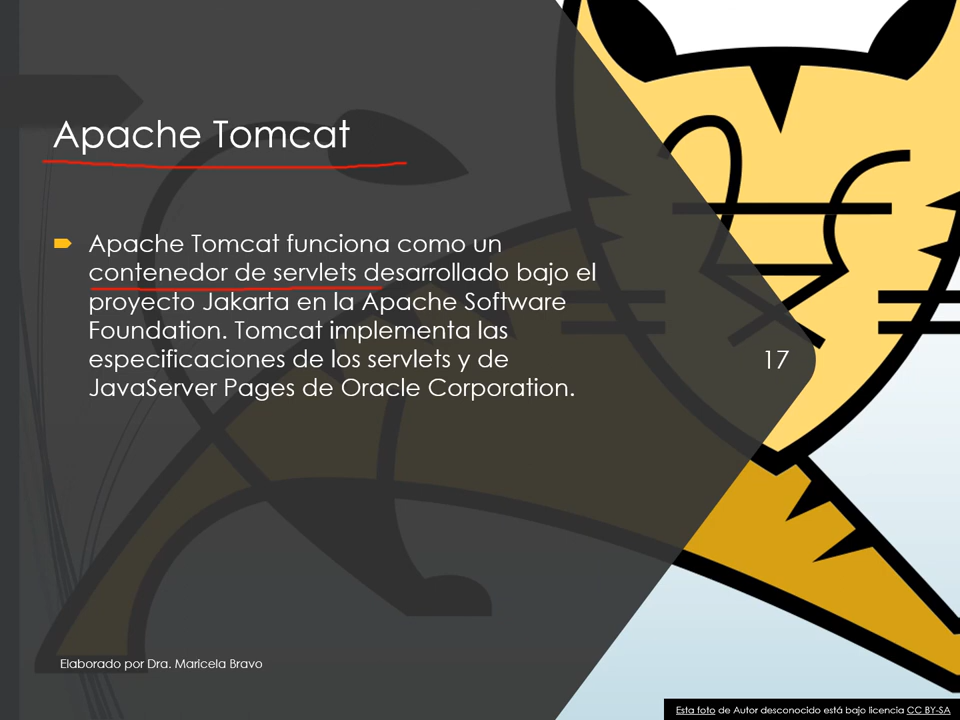 Apache Tomcat
Apache Tomcat funciona como un
contenedor de servlets desarrollado bajo el
proyecto Jakarta en la Apache Software
Foundation. Tomcat implementa las
especificaciones de los servlets y de
JavaServer Pages de Oracle Corporation.
17
Elaborado por Dra. Maricela Bravo
Esta foto de Autor desconocido está bajo licencia CC BY-SA